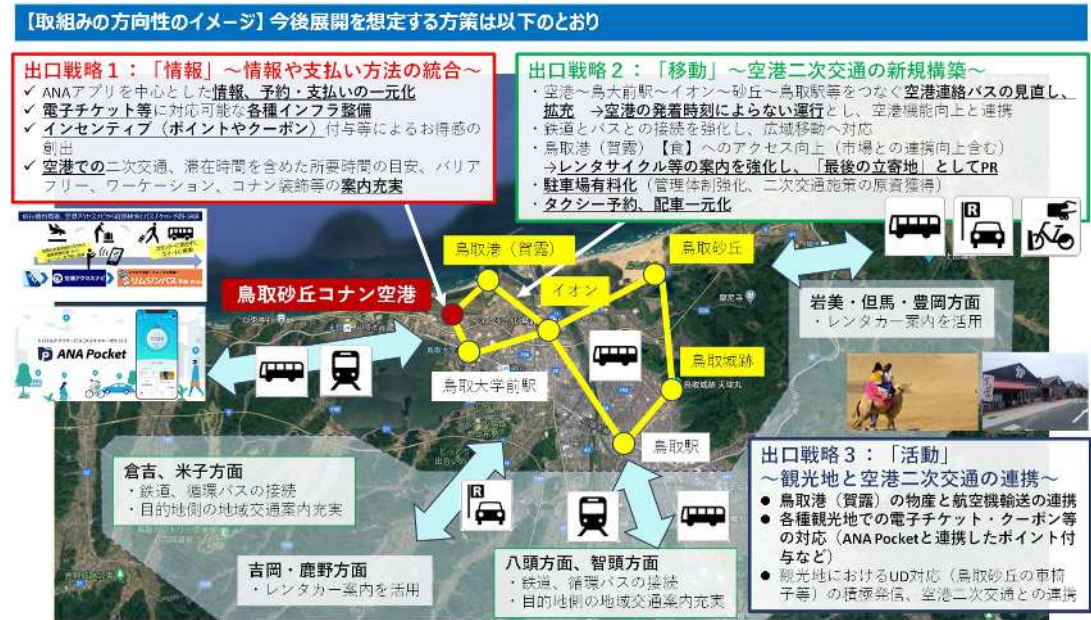 【取組みの方向性のイメージ】今後展開を想定する方策は以下のとおり
出口戦略１：「情報」～情報や支払い方法の統合～
✓ ANAアプリを中心とした情報、予約・支払いの一元化
✓ 電子チケット等に対応可能な各種インフラ整備
✓ インセンティブ（ポイントやクーポン）付与等によるお得感の
創出
✓ 空港での二次交通、滞在時間を含めた所要時間の目安、バリア
フリー、ワーケーション、コナン装飾等の案内充実
出口戦略２：「移動」～空港二次交通の新規構築～
・空港～鳥大前駅～イオン～砂丘～鳥取駅等をつなぐ空港連絡バスの見直し、
拡充　→空港の発着時刻によらない運行とし、空港機能向上と連携
・鉄道とバスとの接続を強化し、広域移動へ対応
・鳥取港（賀露）【食】へのアクセス向上（市場との連携向上含む）
→レンタサイクル等の案内を強化し、「最後の立寄地」としてPR
・駐車場有料化（管理体制強化、二次交通施策の原資獲得）
・タクシー予約、配車一元化
鳥取港（賀露）
鳥取砂丘
鳥取砂丘コナン空港
イオン
岩美・但馬・豊岡方面
・レンタカー案内を活用
ANA Pocket
鳥取大学前駅
鳥取城跡
鳥取城跡 天球丸
鳥取駅
倉吉、米子方面
・鉄道、循環バスの接続
・目的地側の地域交通案内充実
R
R
吉岡・鹿野方面
・レンタカー案内を活用
八頭方面、智頭方面
・鉄道、循環バスの接続
・目的地側の地域交通案内充実
出口戦略３：「活動」
～観光地と空港二次交通の連携～
● 鳥取港（賀露）の物産と航空機輸送の連携
● 各種観光地での電子チケット・クーポン等
の対応（ANA Pocketと連携したポイント付
与など）
● 観光地におけるUD対応（鳥取砂丘の車椅
子等）の積極発信、空港二次交通との連携